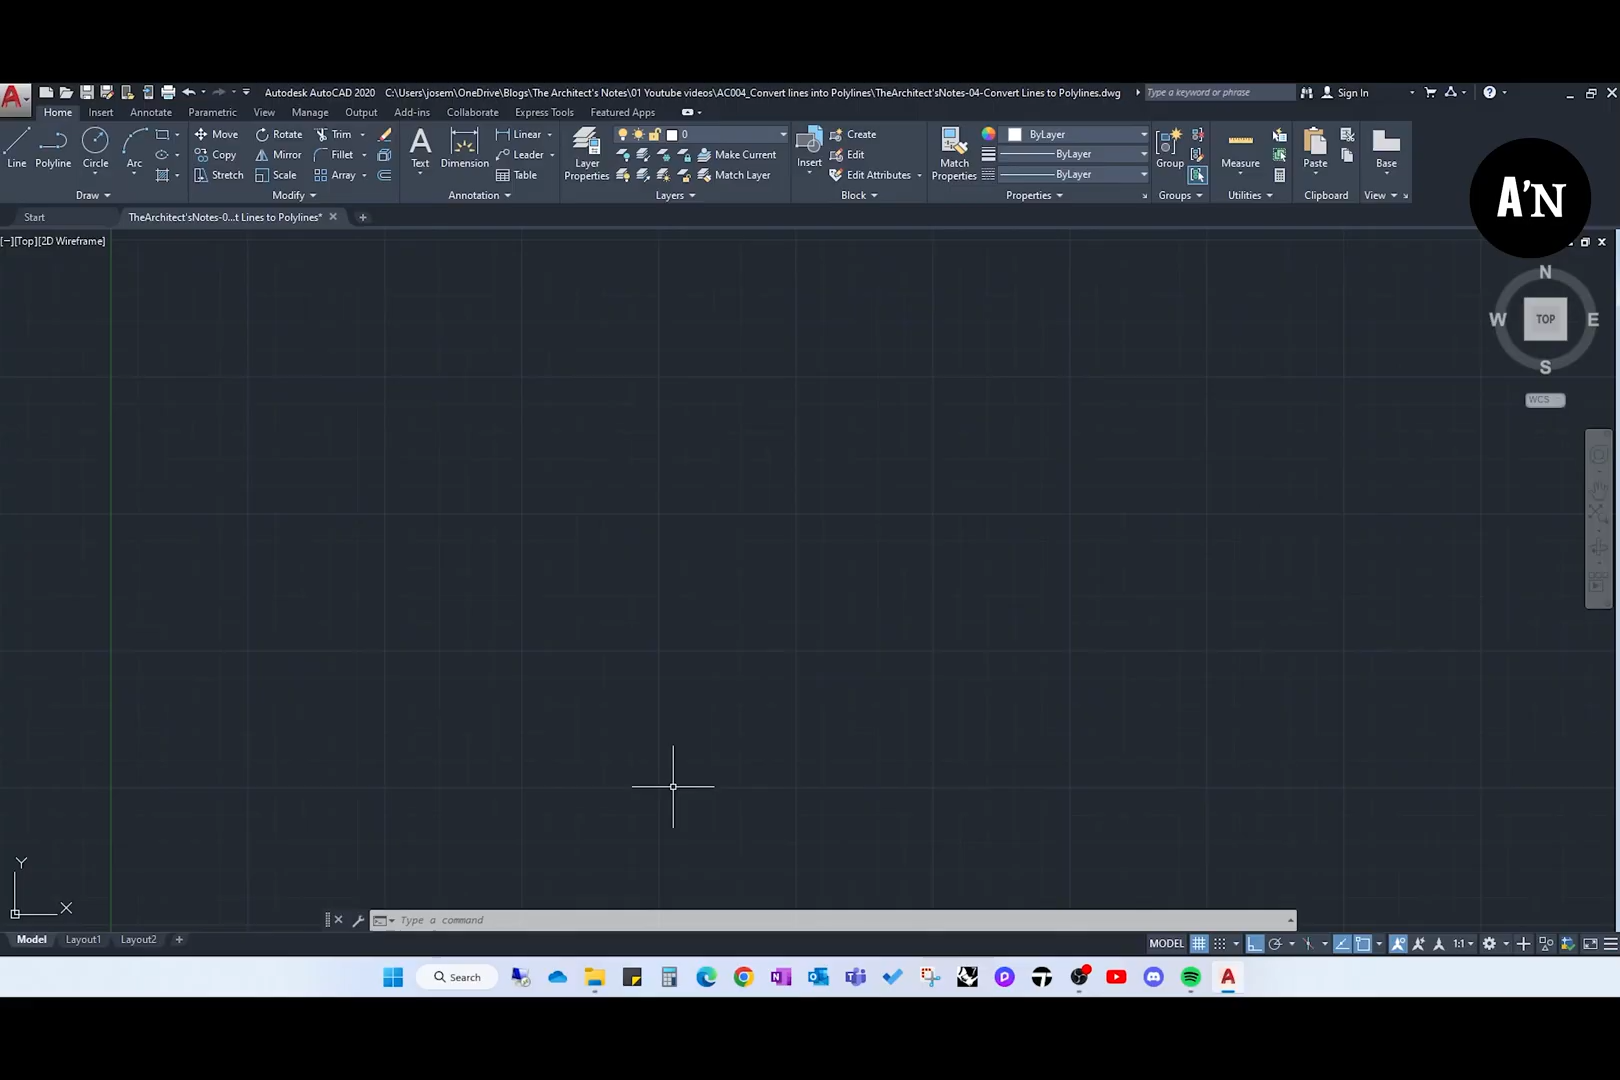 Autodesk AutoCAD 2020 C:\Users\josem\OneDrive\Blogs\The Architect's Notes\01 Youtube videos\AC004_Convert lines into Polylines\TheArchitect'sNotes-04-Convert Lines to Polylines.dwg Type a keyword or phrase Sign In
Home Insert Annotate Parametric View Manage Output Add-ins Collaborate Express Tools Featured Apps
Move Rotate Trim Linear 0 Create ByLayer
Line Polyline Circle Arc Copy Mirror Fillet Text Dimension Leader Layer Properties Make Current Insert Edit Match Properties ByLayer Group Measure Paste Base
Stretch Scale Array Table Match Layer Edit Attributes ByLayer
Draw Modify Annotation Layers Block Properties Groups Utilities Clipboard View
A'N
Start TheArchitect'sNotes-0...t Lines to Polylines*
[−][Top][2D Wireframe]
N
W TOP E
S
WCS
Y
X
Type a command
Model Layout1 Layout2 MODEL 1:1
Search